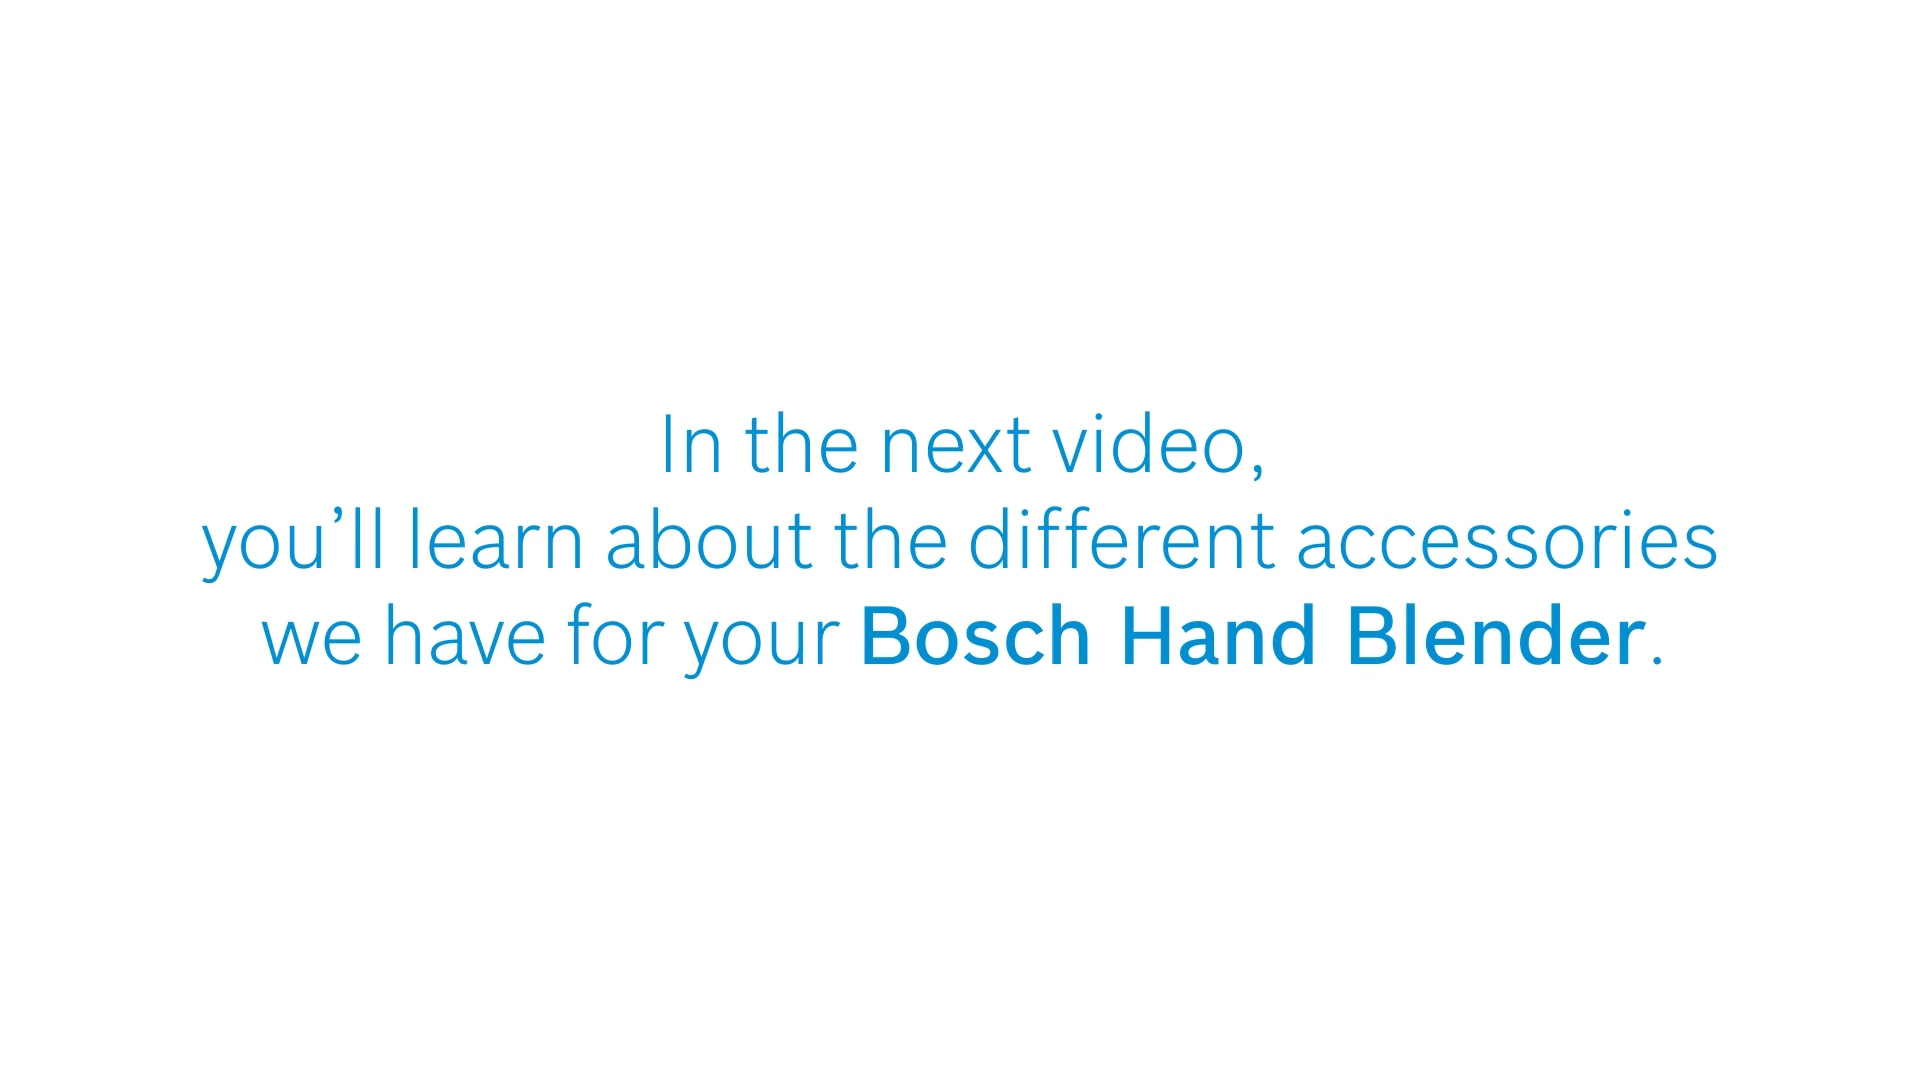 In the next video,
you’ll learn about the different accessories
we have for your Bosch Hand Blender.